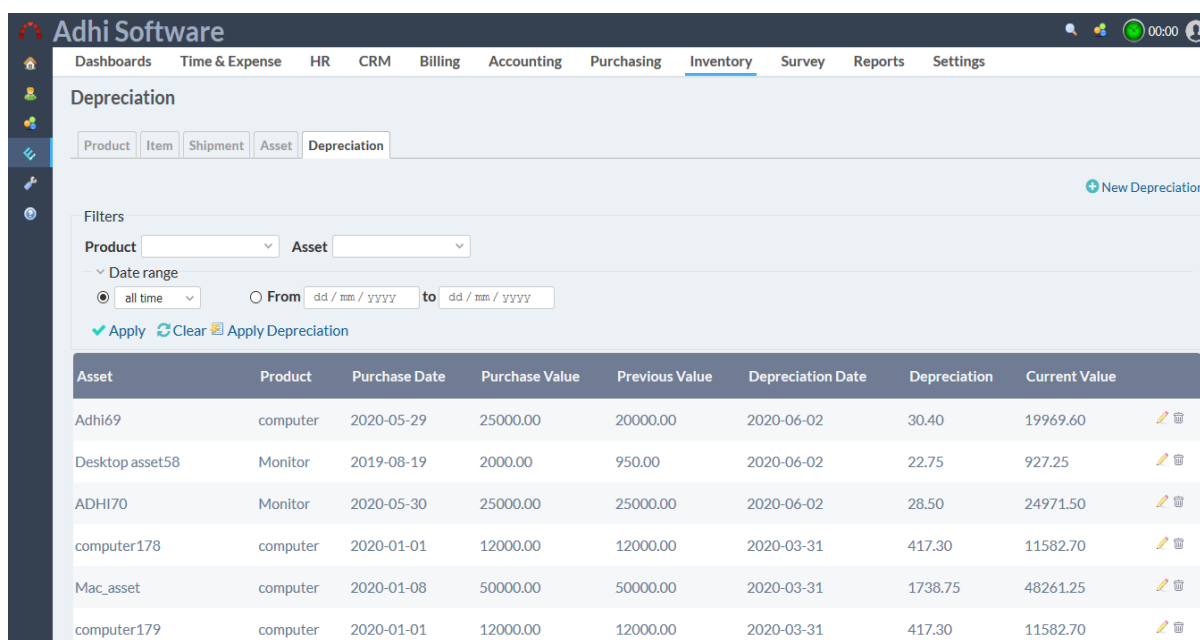 Adhi Software 00:00
Dashboards Time & Expense HR CRM Billing Accounting Purchasing Inventory Survey Reports Settings
Depreciation
Product Item Shipment Asset Depreciation
New Depreciation
Filters
Product Asset
Date range
all time From dd / mm / yyyy to dd / mm / yyyy
Apply Clear Apply Depreciation
Asset Product Purchase Date Purchase Value Previous Value Depreciation Date Depreciation Current Value
Adhi69 computer 2020-05-29 25000.00 20000.00 2020-06-02 30.40 19969.60
Desktop asset58 Monitor 2019-08-19 2000.00 950.00 2020-06-02 22.75 927.25
ADHI70 Monitor 2020-05-30 25000.00 25000.00 2020-06-02 28.50 24971.50
computer178 computer 2020-01-01 12000.00 12000.00 2020-03-31 417.30 11582.70
Mac_asset computer 2020-01-08 50000.00 50000.00 2020-03-31 1738.75 48261.25
computer179 computer 2020-01-01 12000.00 12000.00 2020-03-31 417.30 11582.70